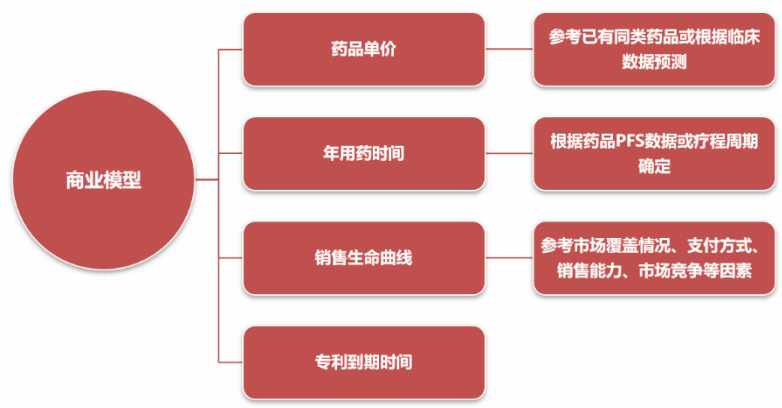 商业模型
药品单价
参考已有同类药品或根据临床
数据预测
年用药时间
根据药品PFS数据或疗程周期
确定
销售生命曲线
参考市场覆盖情况、支付方式、
销售能力、市场竞争等因素
专利到期时间